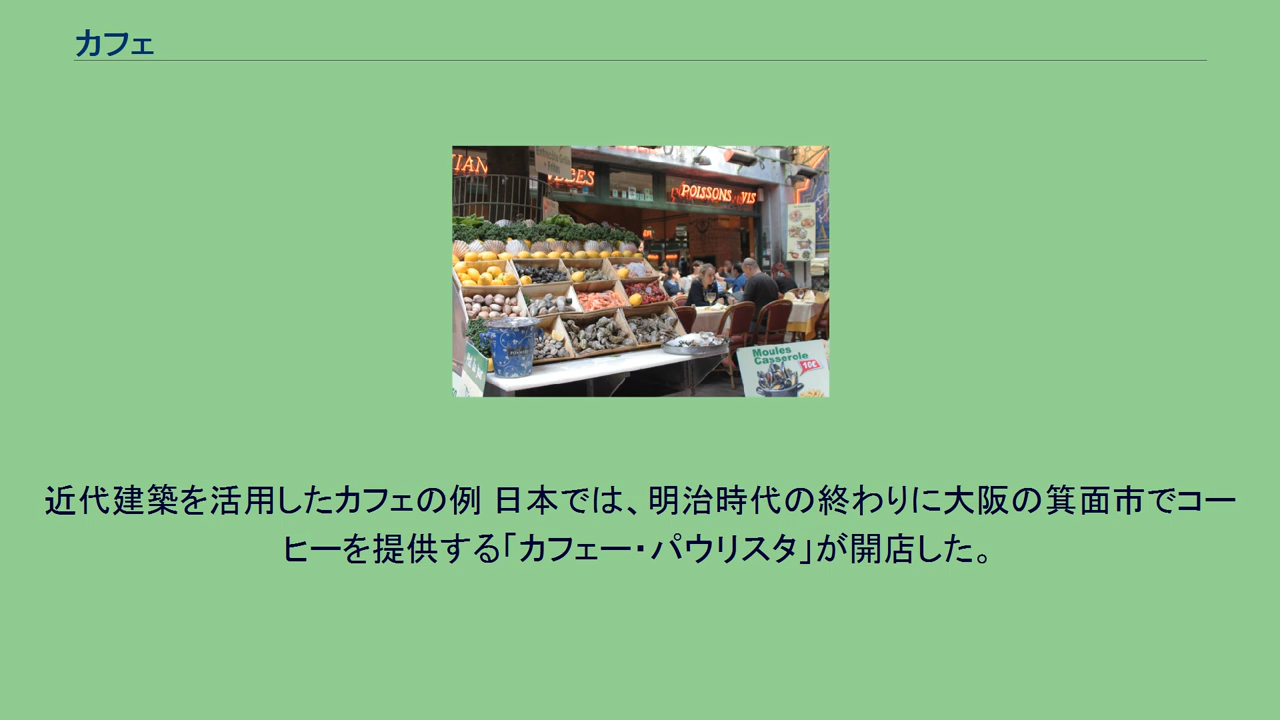 カフェ
POISSONS VIS
Moules
Casserole
10€
近代建築を活用したカフェの例 日本では、明治時代の終わりに大阪の箕面市でコー
ヒーを提供する｢カフェー・パウリスタ｣が開店した。